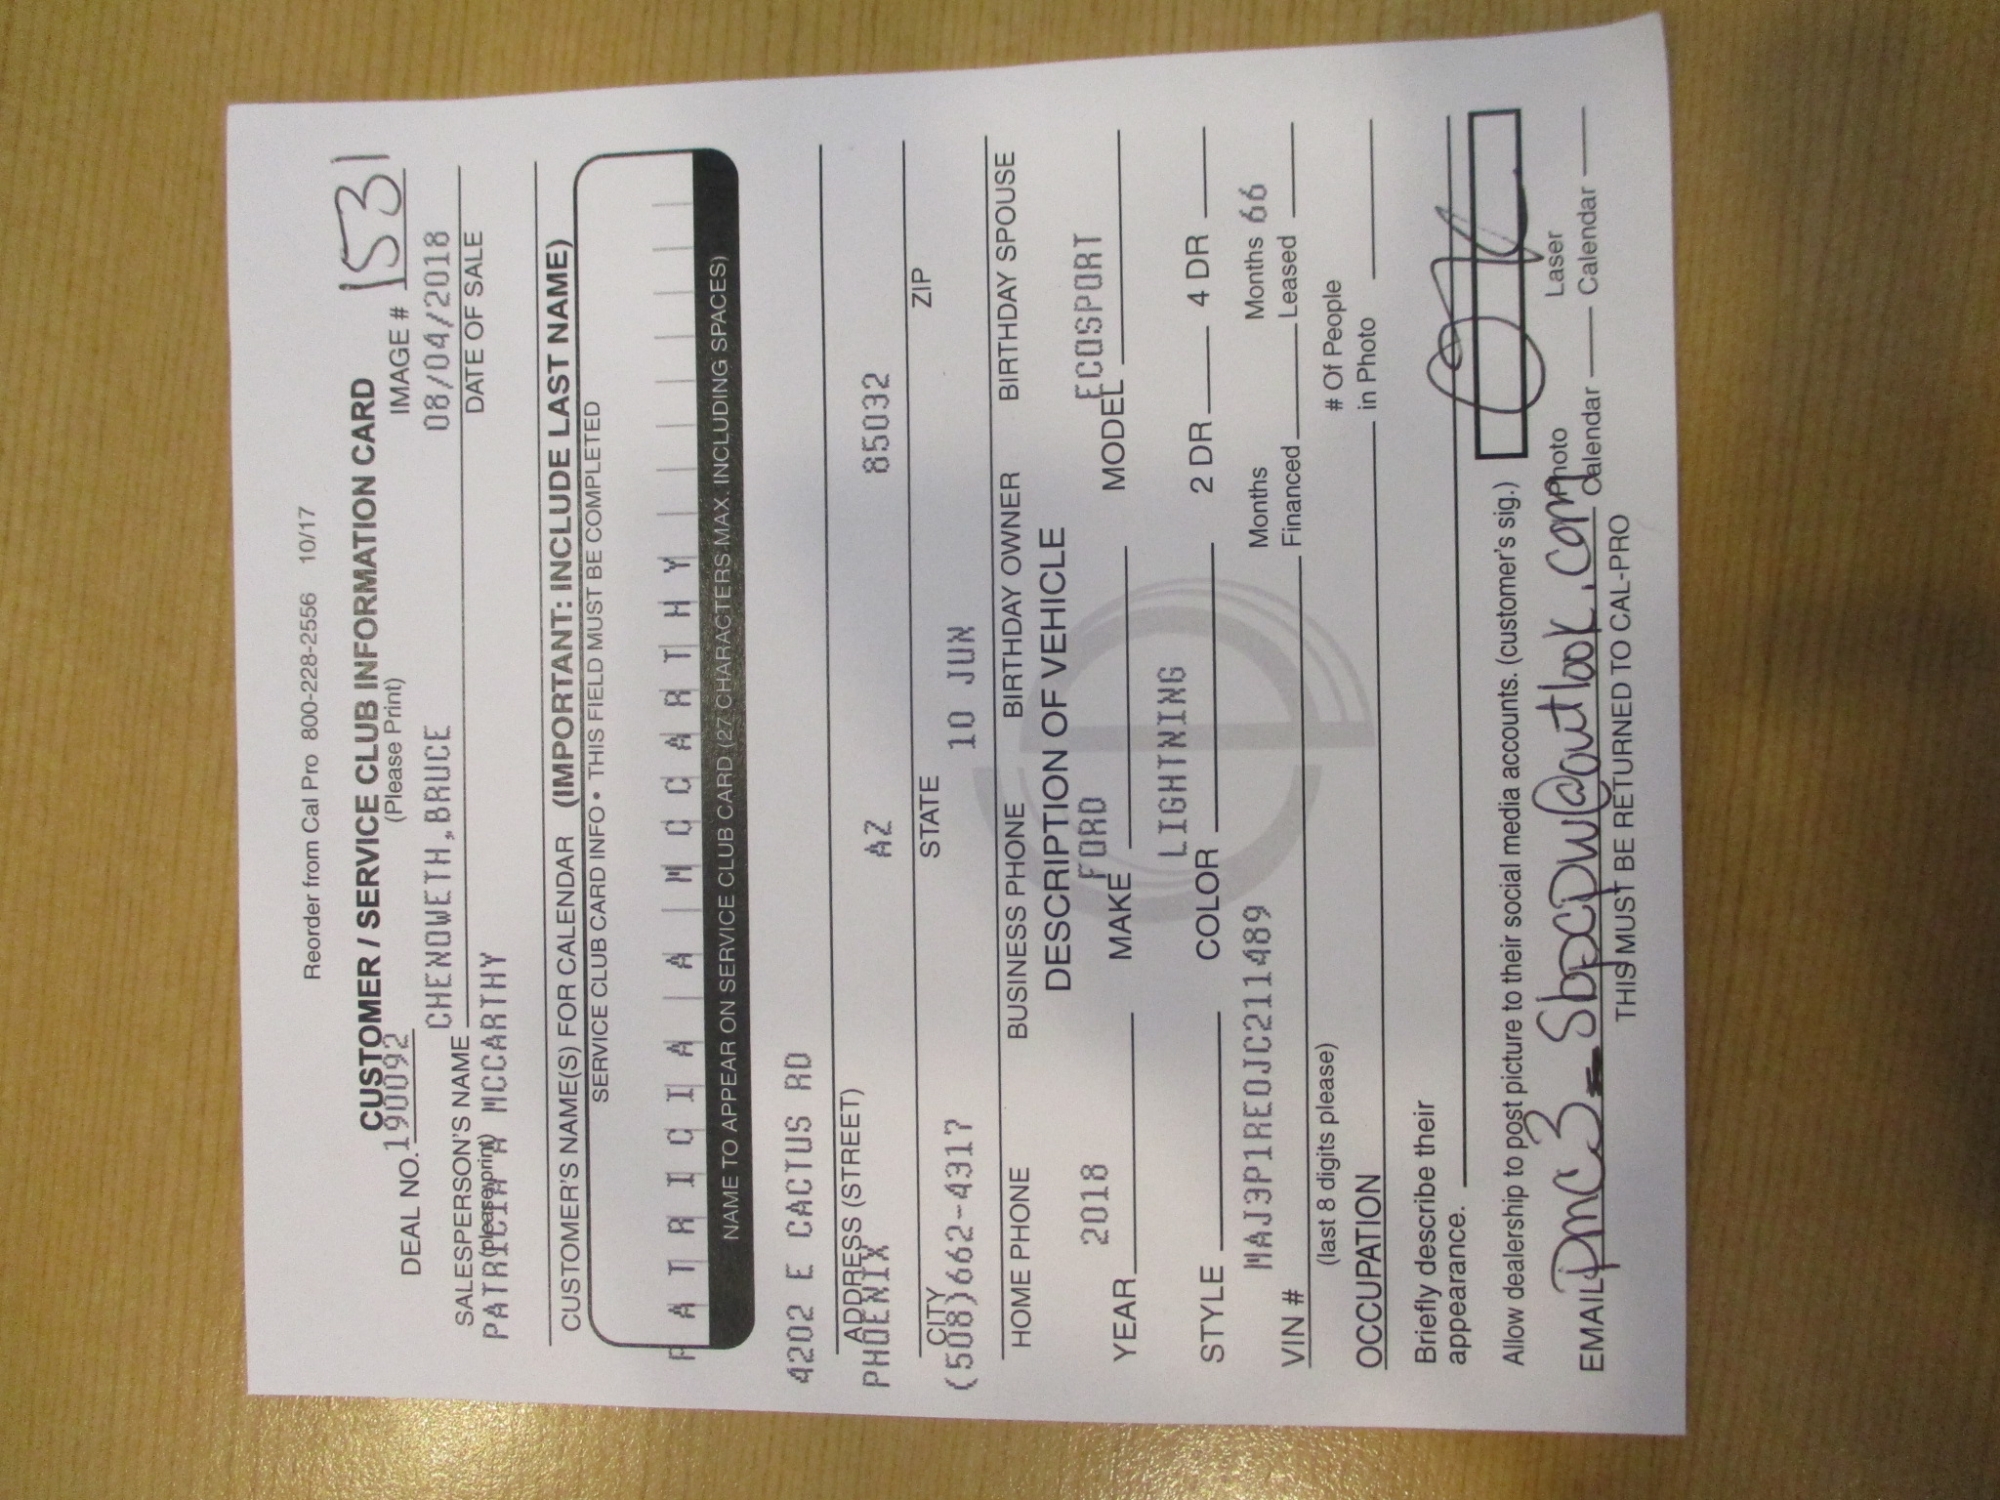 Reorder from Cal Pro 800-228-2556 10/17
CUSTOMER / SERVICE CLUB INFORMATION CARD
(Please Print)
DEAL NO. 190092 IMAGE # 1531
CHENOWETH,BRUCE 08/04/2018
SALESPERSON'S NAME DATE OF SALE
(please print)
PATRICIA A MCCARTHY
CUSTOMER'S NAME(S) FOR CALENDAR (IMPORTANT: INCLUDE LAST NAME)
SERVICE CLUB CARD INFO • THIS FIELD MUST BE COMPLETED
PATRICIA A MCCARTHY
NAME TO APPEAR ON SERVICE CLUB CARD (27 CHARACTERS MAX. INCLUDING SPACES)
4202 E CACTUS RD
ADDRESS (STREET)
PHOENIX AZ 85032
CITY STATE ZIP
(508)662-4317 10 JUN
HOME PHONE BUSINESS PHONE BIRTHDAY OWNER BIRTHDAY SPOUSE
DESCRIPTION OF VEHICLE
YEAR 2018 MAKE FORD MODEL ECOSPORT
STYLE COLOR LIGHTNING 2 DR 4 DR
VIN # MAJ3P1RE0JC211489 Months Financed Months Leased 66
(last 8 digits please)
OCCUPATION # Of People in Photo
Briefly describe their
appearance.
Allow dealership to post picture to their social media accounts. (customer's sig.)
EMAIL Photo Calendar Laser Calendar
THIS MUST BE RETURNED TO CAL-PRO